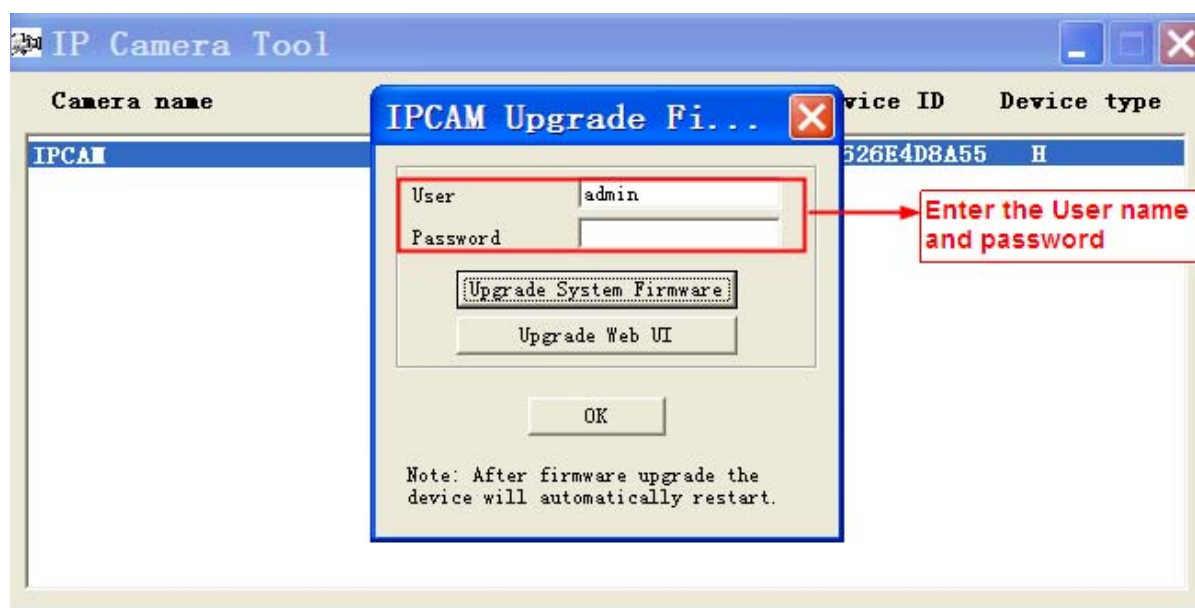 IP Camera Tool
Camera name
vice ID Device type
IPCAM
526E4D8A55 H
IPCAM Upgrade Fi...
User admin
Password
Enter the User name
and password
Upgrade System Firmware
Upgrade Web UI
OK
Note: After firmware upgrade the
device will automatically restart.